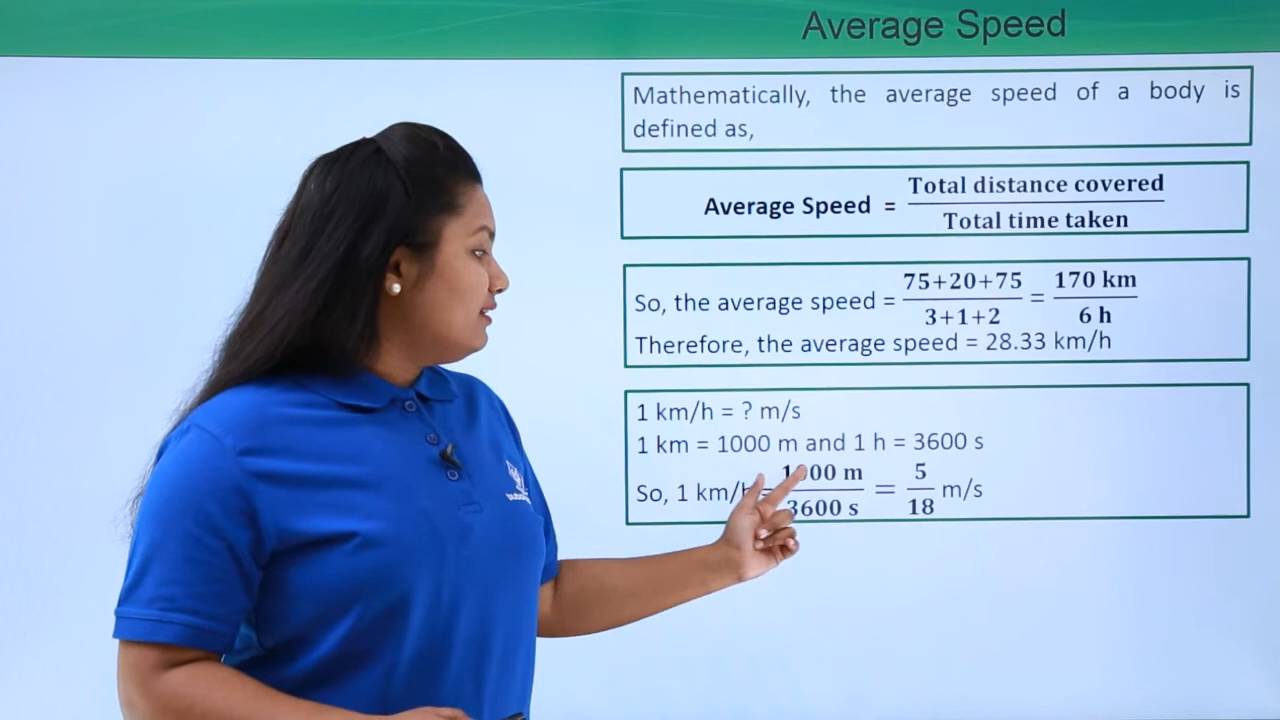 Average Speed
Mathematically, the average speed of a body is
defined as,
Average Speed = Total distance covered / Total time taken
So, the average speed = 75+20+75 / 3+1+2 = 170 km / 6 h
Therefore, the average speed = 28.33 km/h
1 km/h = ? m/s
1 km = 1000 m and 1 h = 3600 s
So, 1 km/h = 1000 m / 3600 s = 5 / 18 m/s